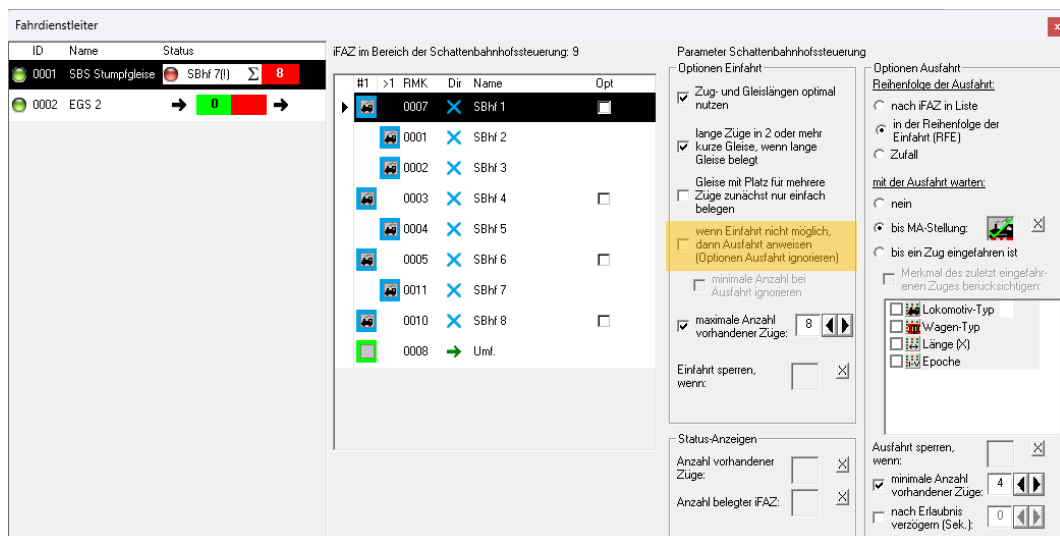 Fahrdienstleiter
x
ID Name Status
0001 SBS Stumpfgleise SBhf 7(!) Σ 8
0002 EGS 2 0
iFAZ im Bereich der Schattenbahnhofssteuerung: 9
#1 >1 RMK Dir Name Opt
0007 SBhf 1
0001 SBhf 2
0002 SBhf 3
0003 SBhf 4
0004 SBhf 5
0005 SBhf 6
0011 SBhf 7
0010 SBhf 8
0008 Umf.
Parameter Schattenbahnhofssteuerung
Optionen Einfahrt
Zug- und Gleislängen optimal
nutzen
lange Züge in 2 oder mehr
kurze Gleise, wenn lange
Gleise belegt
Gleise mit Platz für mehrere
Züge zunächst nur einfach
belegen
wenn Einfahrt nicht möglich,
dann Ausfahrt anweisen
(Optionen Ausfahrt ignorieren)
minimale Anzahl bei
Ausfahrt ignorieren
maximale Anzahl
vorhandener Züge: 8
Einfahrt sperren,
wenn: X
Status-Anzeigen
Anzahl vorhandener
Züge: X
Anzahl belegter iFAZ: X
Optionen Ausfahrt
Reihenfolge der Ausfahrt:
nach iFAZ in Liste
in der Reihenfolge der
Einfahrt (RFE)
Zufall
mit der Ausfahrt warten:
nein
bis MA-Stellung: X
bis ein Zug eingefahren ist
Merkmal des zuletzt eingefahr-
enen Zuges berücksichtigen:
Lokomotiv-Typ
Wagen-Typ
Länge (X)
Epoche
Ausfahrt sperren,
wenn: X
minimale Anzahl
vorhandener Züge: 4
nach Erlaubnis
verzögern (Sek.): 0